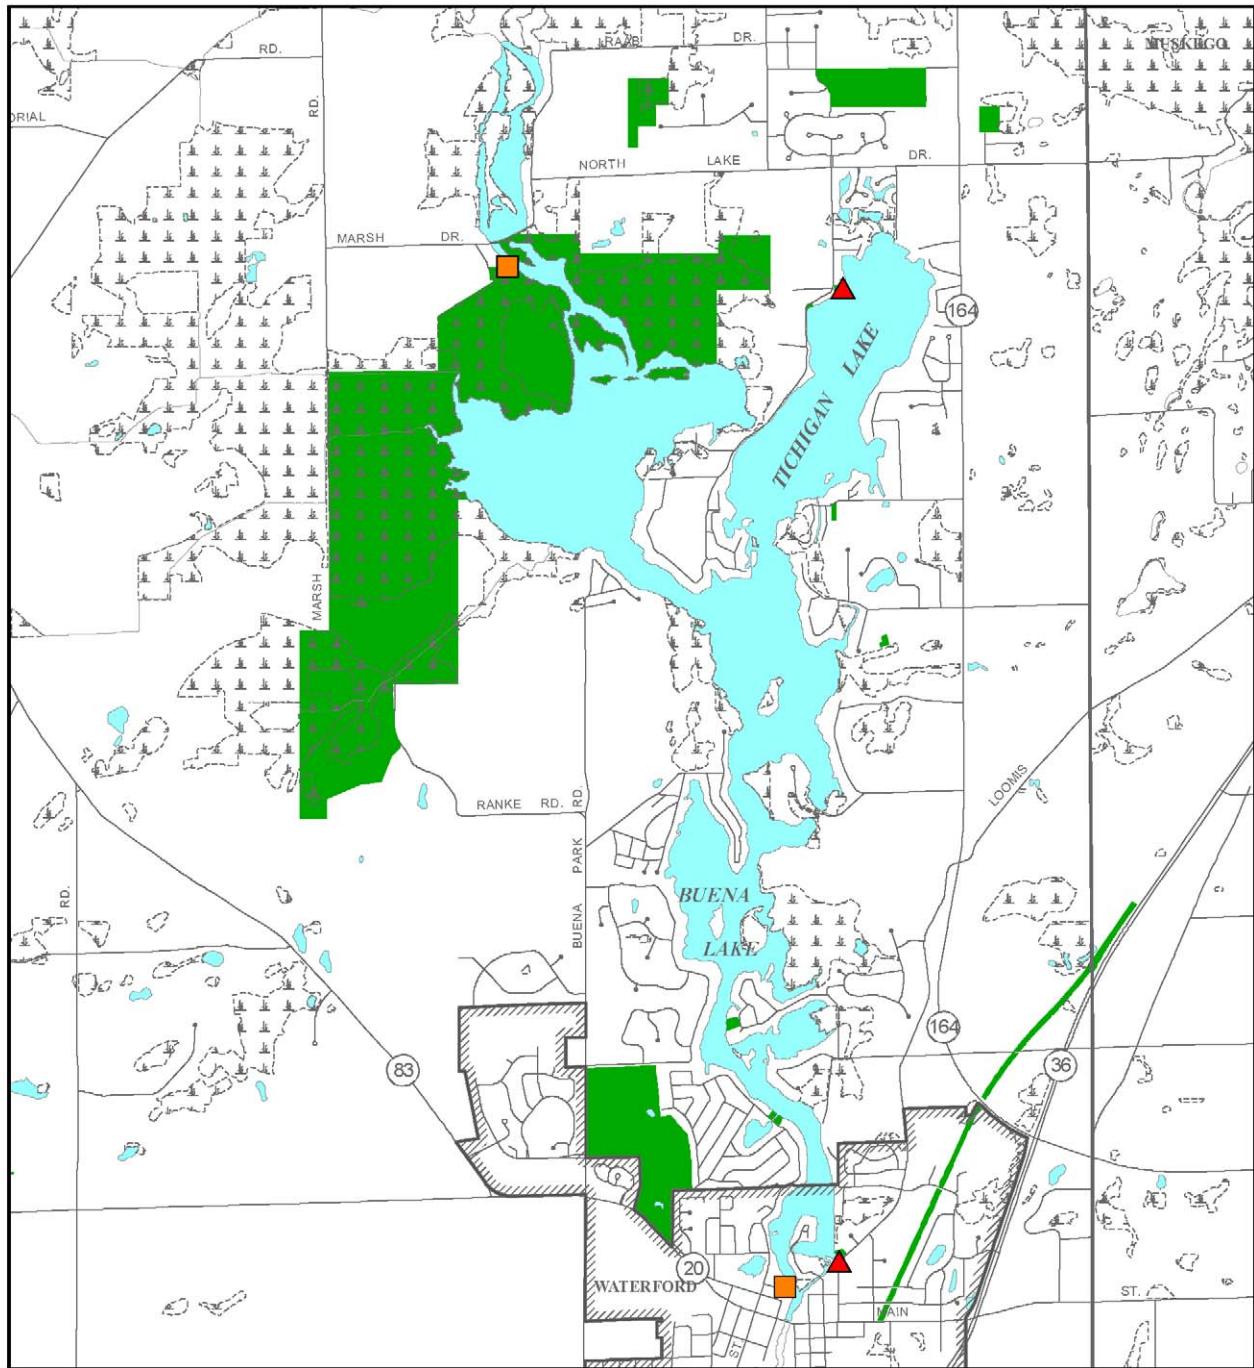 RD.
RAAB DR.
MUSKEGO
RD.
ORIAL
NORTH LAKE DR.
MARSH DR.
164
TICHIGAN LAKE
MARSH
RANKE RD.
LOOMIS
BUENA PARK RD.
RD.
BUENA
LAKE
164
83
36
20
WATERFORD
MAIN ST.
ST.